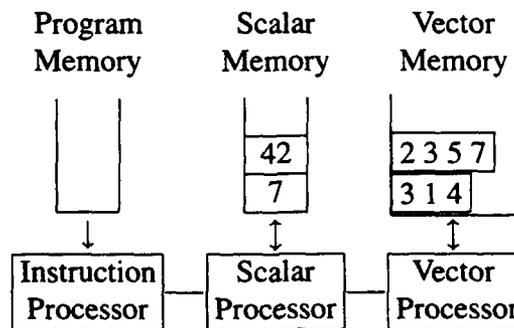 Program Scalar Vector
Memory Memory Memory
42
2 3 5 7
7
3 1 4
Instruction Scalar Vector
Processor Processor Processor